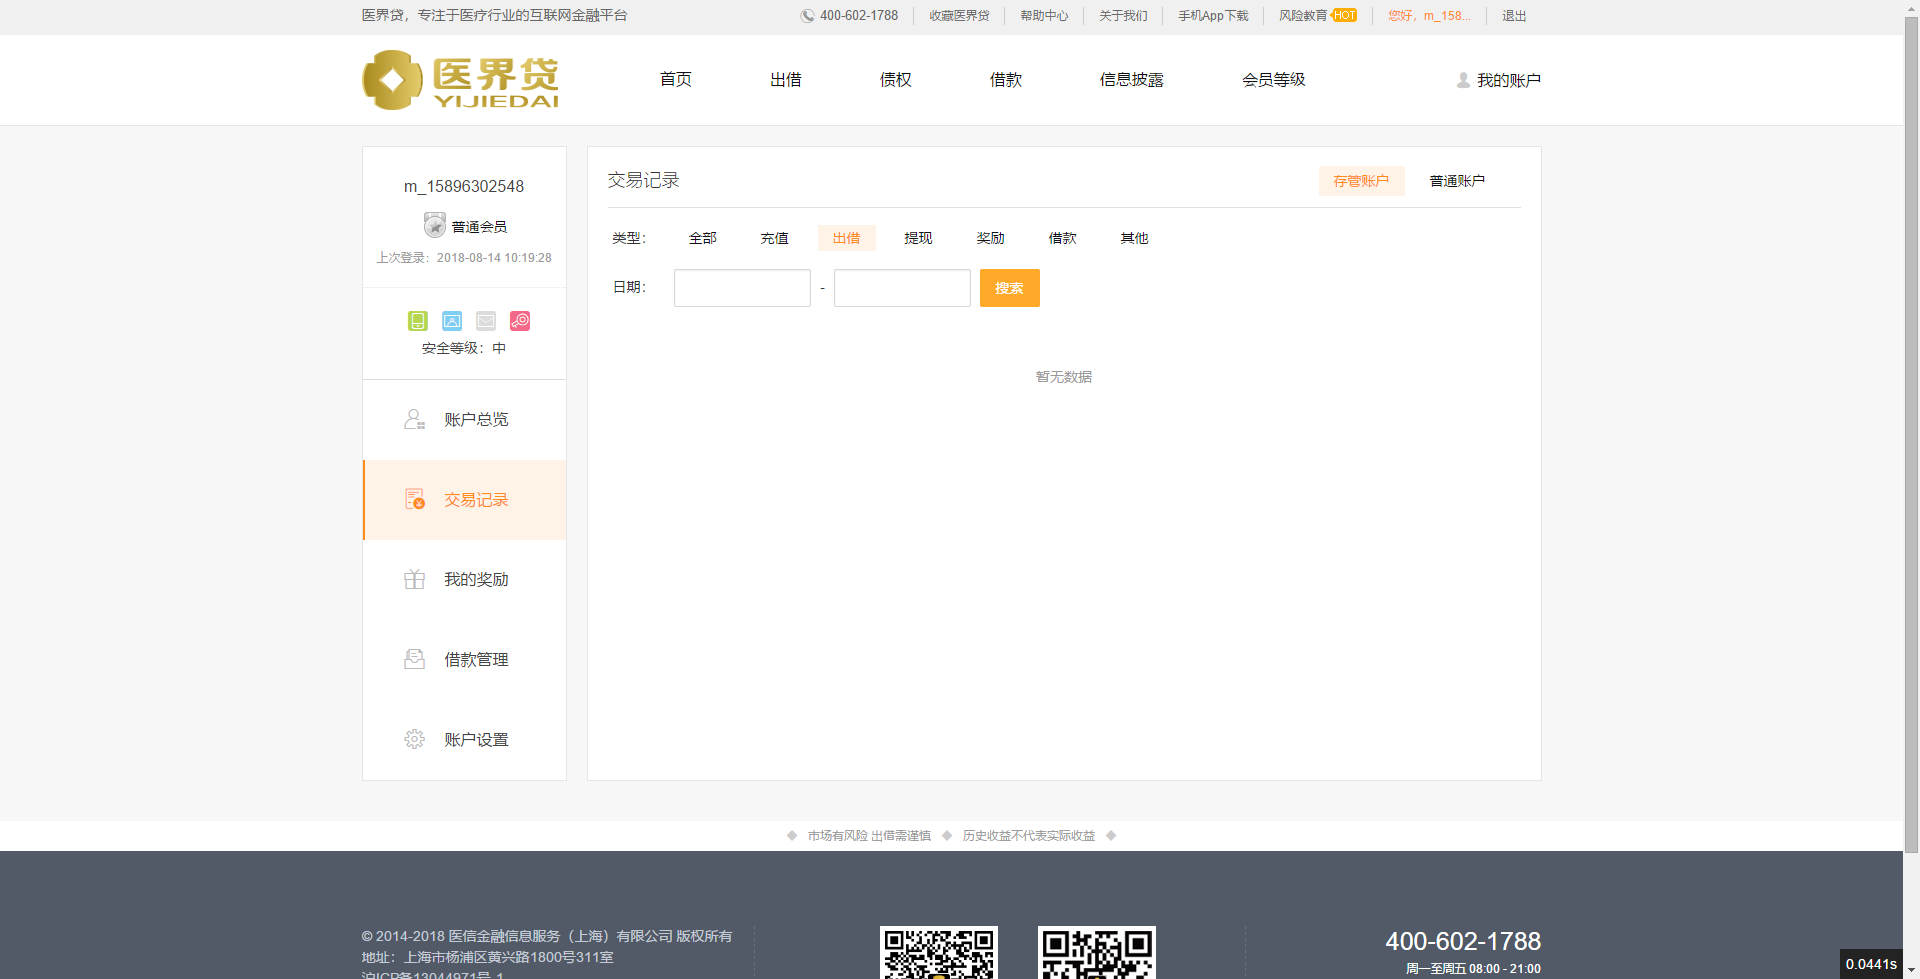 医界贷，专注于医疗行业的互联网金融平台
400-602-1788 收藏医界贷 帮助中心 关于我们 手机App下载 风险教育 HOT 您好，m_158... 退出
医界贷
YIJIEDAI
首页 出借 债权 借款 信息披露 会员等级 我的账户
m_15896302548
普通会员
上次登录：2018-08-14 10:19:28
安全等级：中
账户总览
交易记录
我的奖励
借款管理
账户设置
交易记录 存管账户 普通账户
类型： 全部 充值 出借 提现 奖励 借款 其他
日期： - 搜索
暂无数据
市场有风险 出借需谨慎 历史收益不代表实际收益
© 2014-2018 医信金融信息服务（上海）有限公司 版权所有
地址：上海市杨浦区黄兴路1800号311室
沪ICP备13044971号-1
400-602-1788
周一至周五 08:00 - 21:00
0.0441s